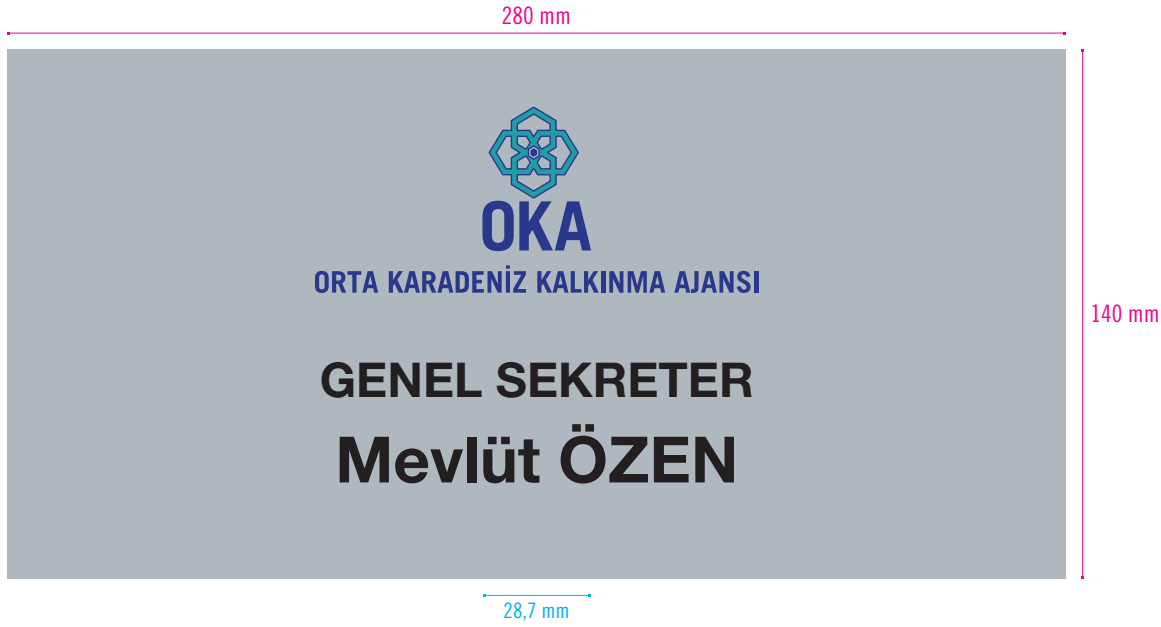 280 mm
OKA
ORTA KARADENİZ KALKINMA AJANSI
140 mm
GENEL SEKRETER
Mevlüt ÖZEN
28,7 mm